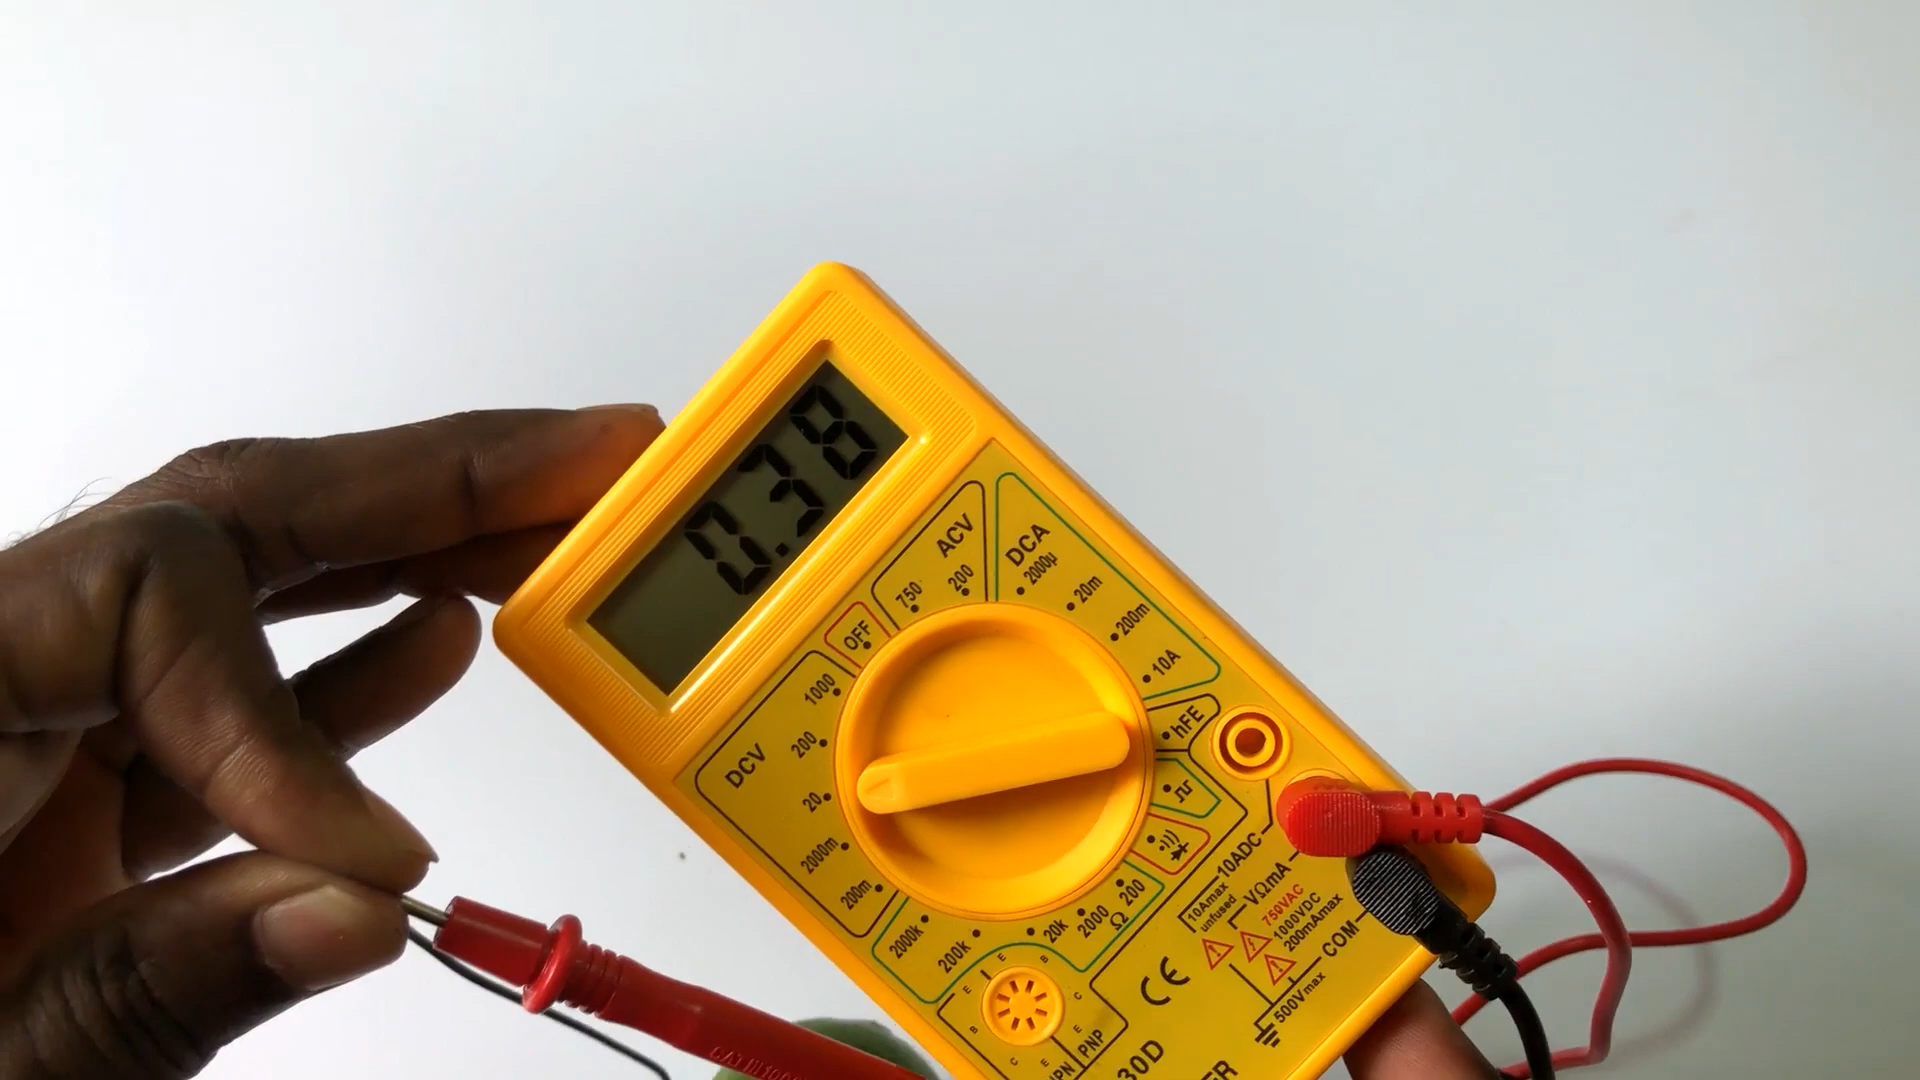 0.38
ACV
750
200
DCA
2000µ
20m
200m
10A
OFF
DCV
1000
200
20
2000m
200m
hFE
2000k
200k
20k
2000
200
Ω
10ADC
10Amax
unfused
VΩmA
750VAC
1000VDC
200mAmax
COM
500Vmax
CE
E
B
C
E
E
B
C
E
PNP
30D